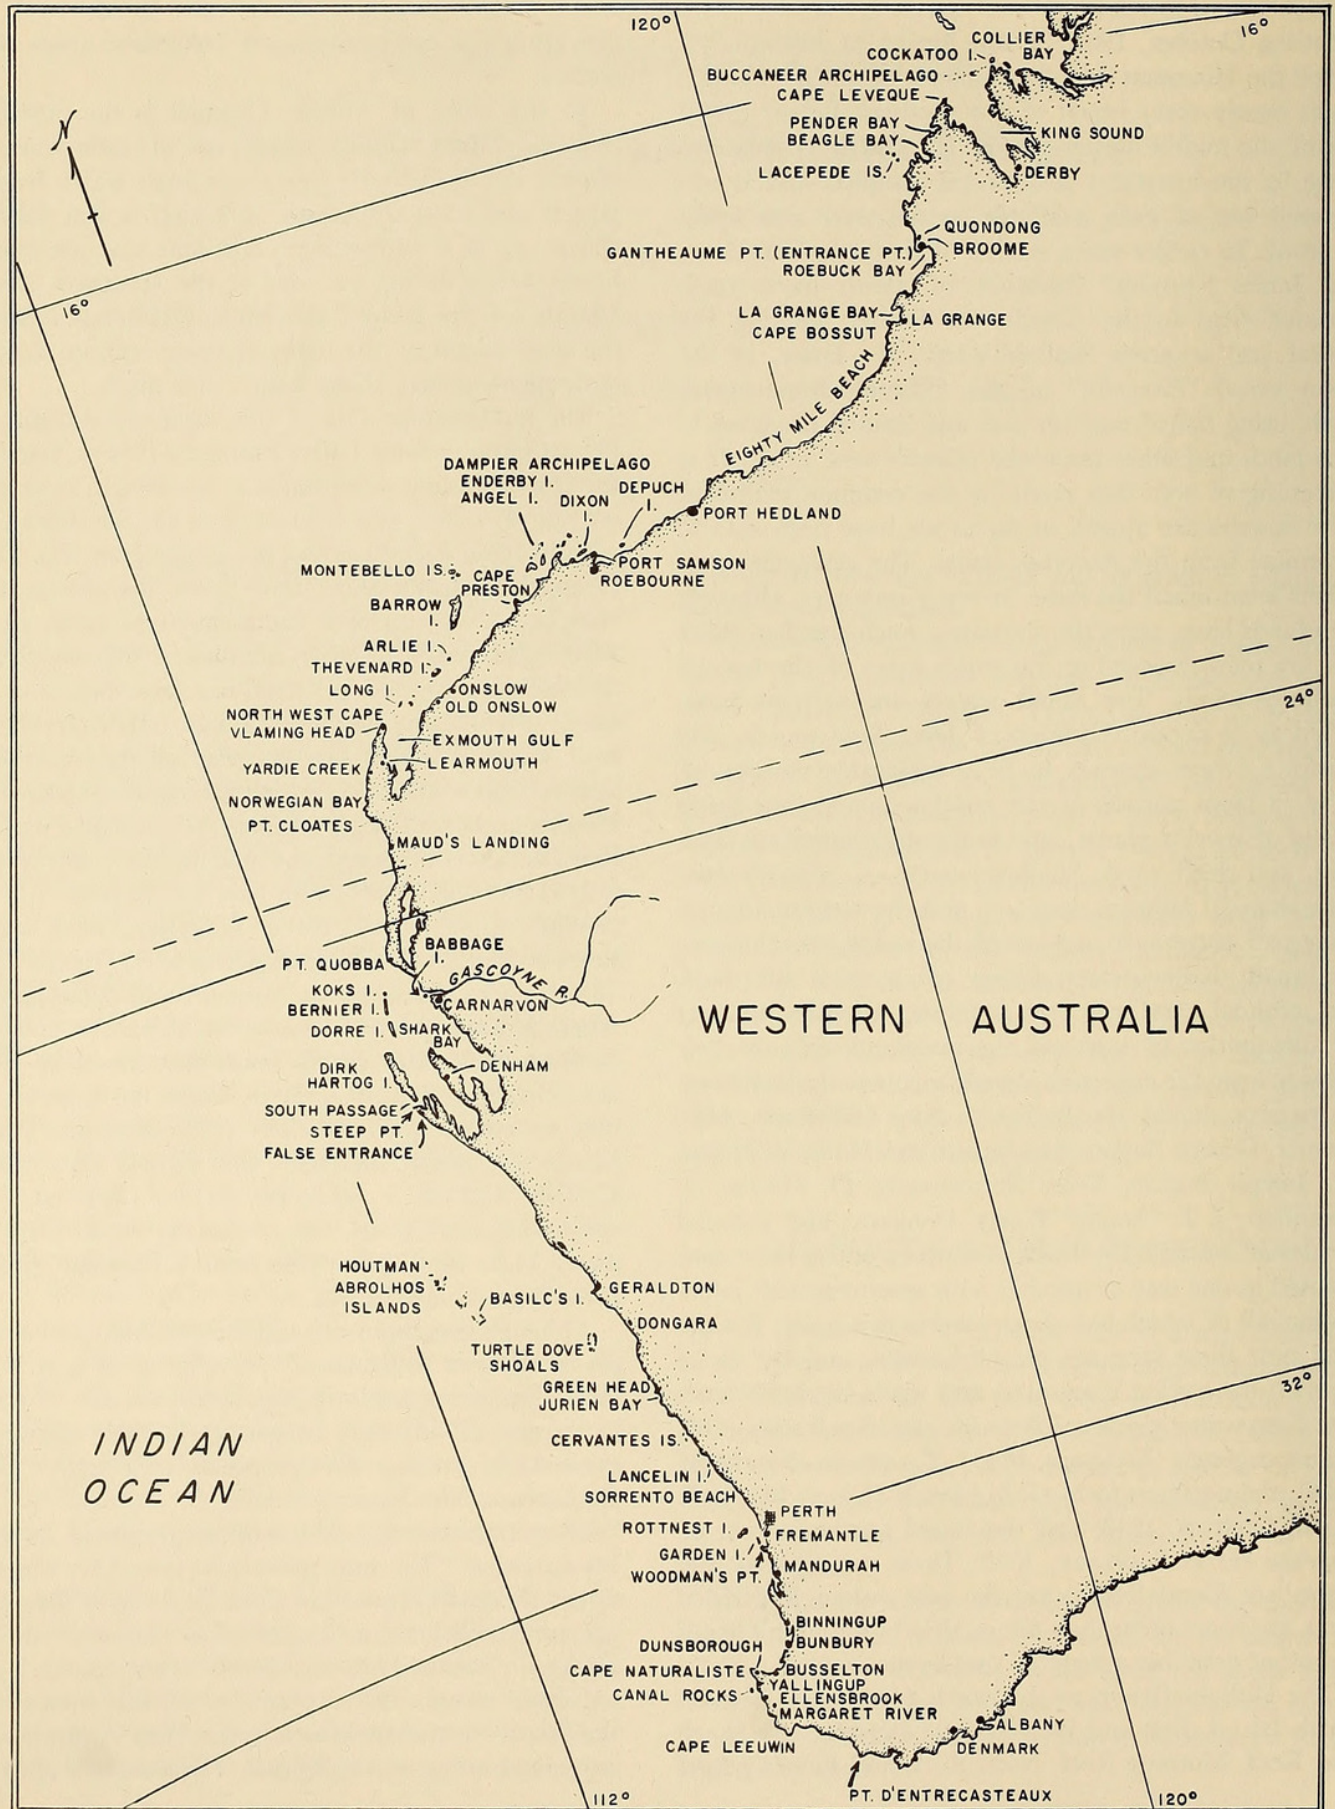 120°
16°
COLLIER
BAY
COCKATOO I.
BUCCANEER ARCHIPELAGO
CAPE LEVEQUE
PENDER BAY
BEAGLE BAY
KING SOUND
LACEPEDE IS.
DERBY
N
QUONDONG
GANTHEAUME PT. (ENTRANCE PT.)
BROOME
ROEBUCK BAY
16°
LA GRANGE BAY
LA GRANGE
CAPE BOSSUT
EIGHTY MILE BEACH
DAMPIER ARCHIPELAGO
ENDERBY I.
ANGEL I.
DIXON
I.
DEPUCH
I.
PORT HEDLAND
MONTEBELLO IS.
CAPE
PRESTON
PORT SAMSON
ROEBOURNE
BARROW
I.
ARLIE I.
THEVENARD I.
LONG I.
ONSLOW
OLD ONSLOW
24°
NORTH WEST CAPE
VLAMING HEAD
EXMOUTH GULF
YARDIE CREEK
LEARMOUTH
NORWEGIAN BAY
PT. CLOATES
MAUD'S LANDING
PT. QUOBBA
BABBAGE
I.
GASCOYNE R.
KOKS I.
BERNIER I.
CARNARVON
DORRE I.
SHARK
BAY
WESTERN AUSTRALIA
DIRK
HARTOG I.
DENHAM
SOUTH PASSAGE
STEEP PT.
FALSE ENTRANCE
HOUTMAN
ABROLHOS
ISLANDS
BASILC'S I.
GERALDTON
DONGARA
TURTLE DOVE
SHOALS
GREEN HEAD
JURIEN BAY
32°
CERVANTES IS.
INDIAN
OCEAN
LANCELIN I.
SORRENTO BEACH
PERTH
ROTTNEST I.
FREMANTLE
GARDEN I.
WOODMAN'S PT.
MANDURAH
BINNINGUP
DUNSBOROUGH
BUNBURY
CAPE NATURALISTE
BUSSELTON
YALLINGUP
CANAL ROCKS
ELLENSBROOK
MARGARET RIVER
CAPE LEEUWIN
ALBANY
DENMARK
PT. D'ENTRECASTEAUX
112°
120°